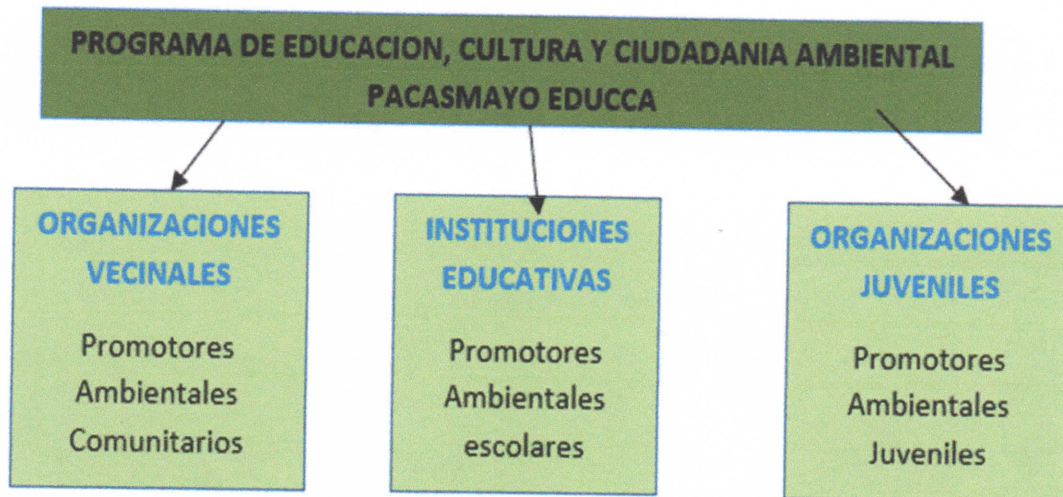 PROGRAMA DE EDUCACION, CULTURA Y CIUDADANIA AMBIENTAL
PACASMAYO EDUCCA
ORGANIZACIONES
VECINALES
Promotores
Ambientales
Comunitarios
INSTITUCIONES
EDUCATIVAS
Promotores
Ambientales
escolares
ORGANIZACIONES
JUVENILES
Promotores
Ambientales
Juveniles